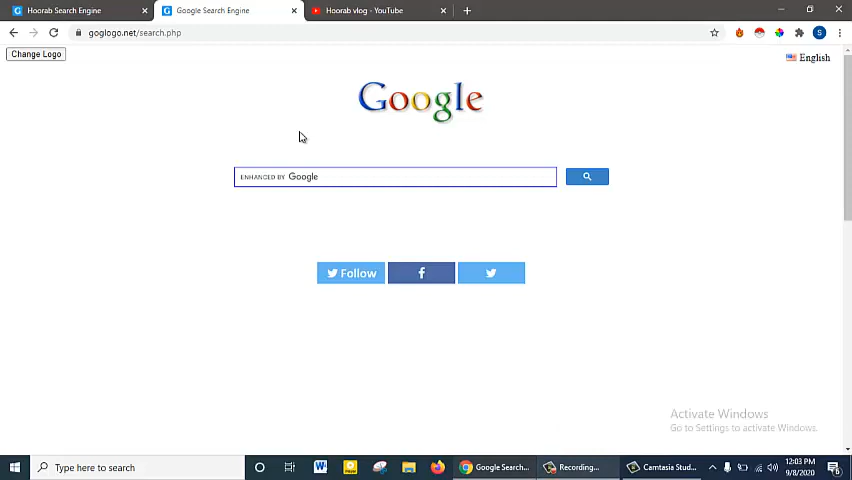 Hoorab Search Engine
Google Search Engine
Hoorab vlog - YouTube
goglogo.net/search.php
S
Change Logo
English
Google
ENHANCED BY Google
Follow
Activate Windows
Go to Settings to activate Windows.
Type here to search
Google Search...
Recording...
Camtasia Stud...
12:03 PM
9/8/2020